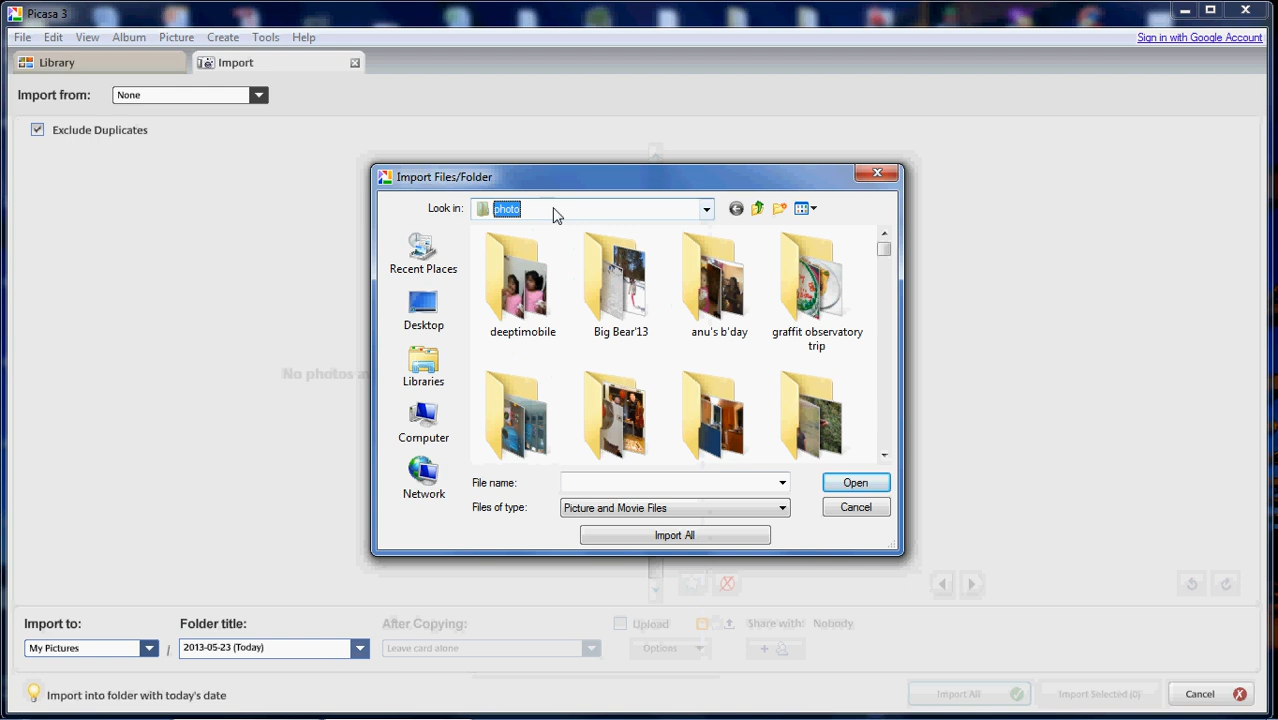 Picasa 3
File Edit View Album Picture Create Tools Help
Sign in with Google Account
Library
Import
Import from: None
Exclude Duplicates
Import Files/Folder
Look in: photo
Recent Places
Desktop
Libraries
Computer
Network
deeptimobile
Big Bear'13
anu's b'day
graffit observatory
trip
No photos
File name:
Open
Files of type: Picture and Movie Files
Cancel
Import All
Import to:
Folder title:
After Copying:
Upload
Share with: Nobody
My Pictures / 2013-05-23 (Today)
Leave card alone
Options
Import into folder with today's date
Import All
Import Selected (0)
Cancel